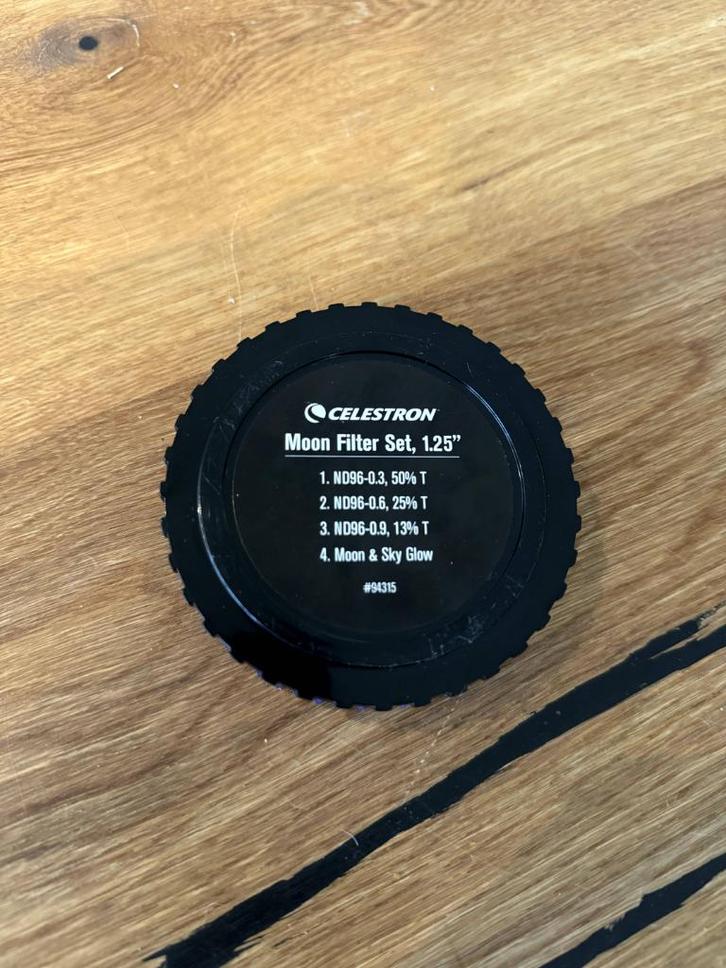 CELESTRON
Moon Filter Set, 1.25”
1. ND96-0.3, 50% T
2. ND96-0.6, 25% T
3. ND96-0.9, 13% T
4. Moon & Sky Glow
#94315